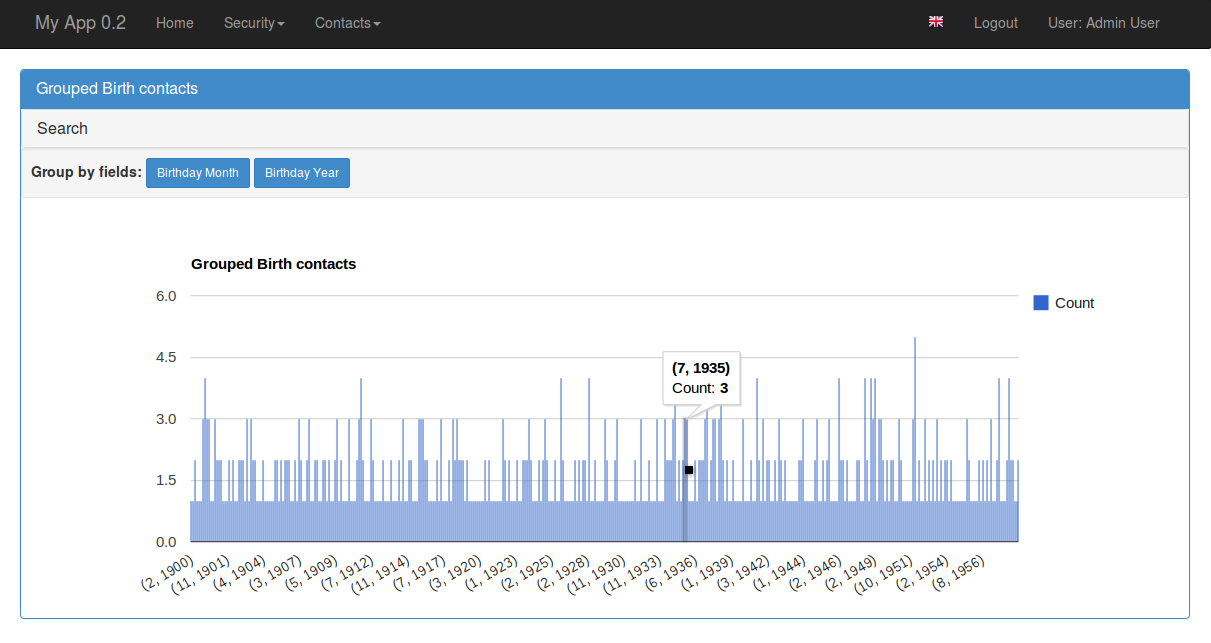 My App 0.2 Home Security Contacts Logout User: Admin User
Grouped Birth contacts
Search
Group by fields: Birthday Month Birthday Year
Grouped Birth contacts
6.0
Count
4.5
(7, 1935)
Count: 3
3.0
1.5
0.0
(2, 1900) (11, 1901) (4, 1904) (3, 1907) (5, 1909) (7, 1912) (11, 1914) (7, 1917) (3, 1920) (1, 1923) (2, 1925) (2, 1928) (11, 1930) (11, 1933) (6, 1936) (1, 1939) (3, 1942) (1, 1944) (2, 1946) (2, 1949) (10, 1951) (2, 1954) (8, 1956)